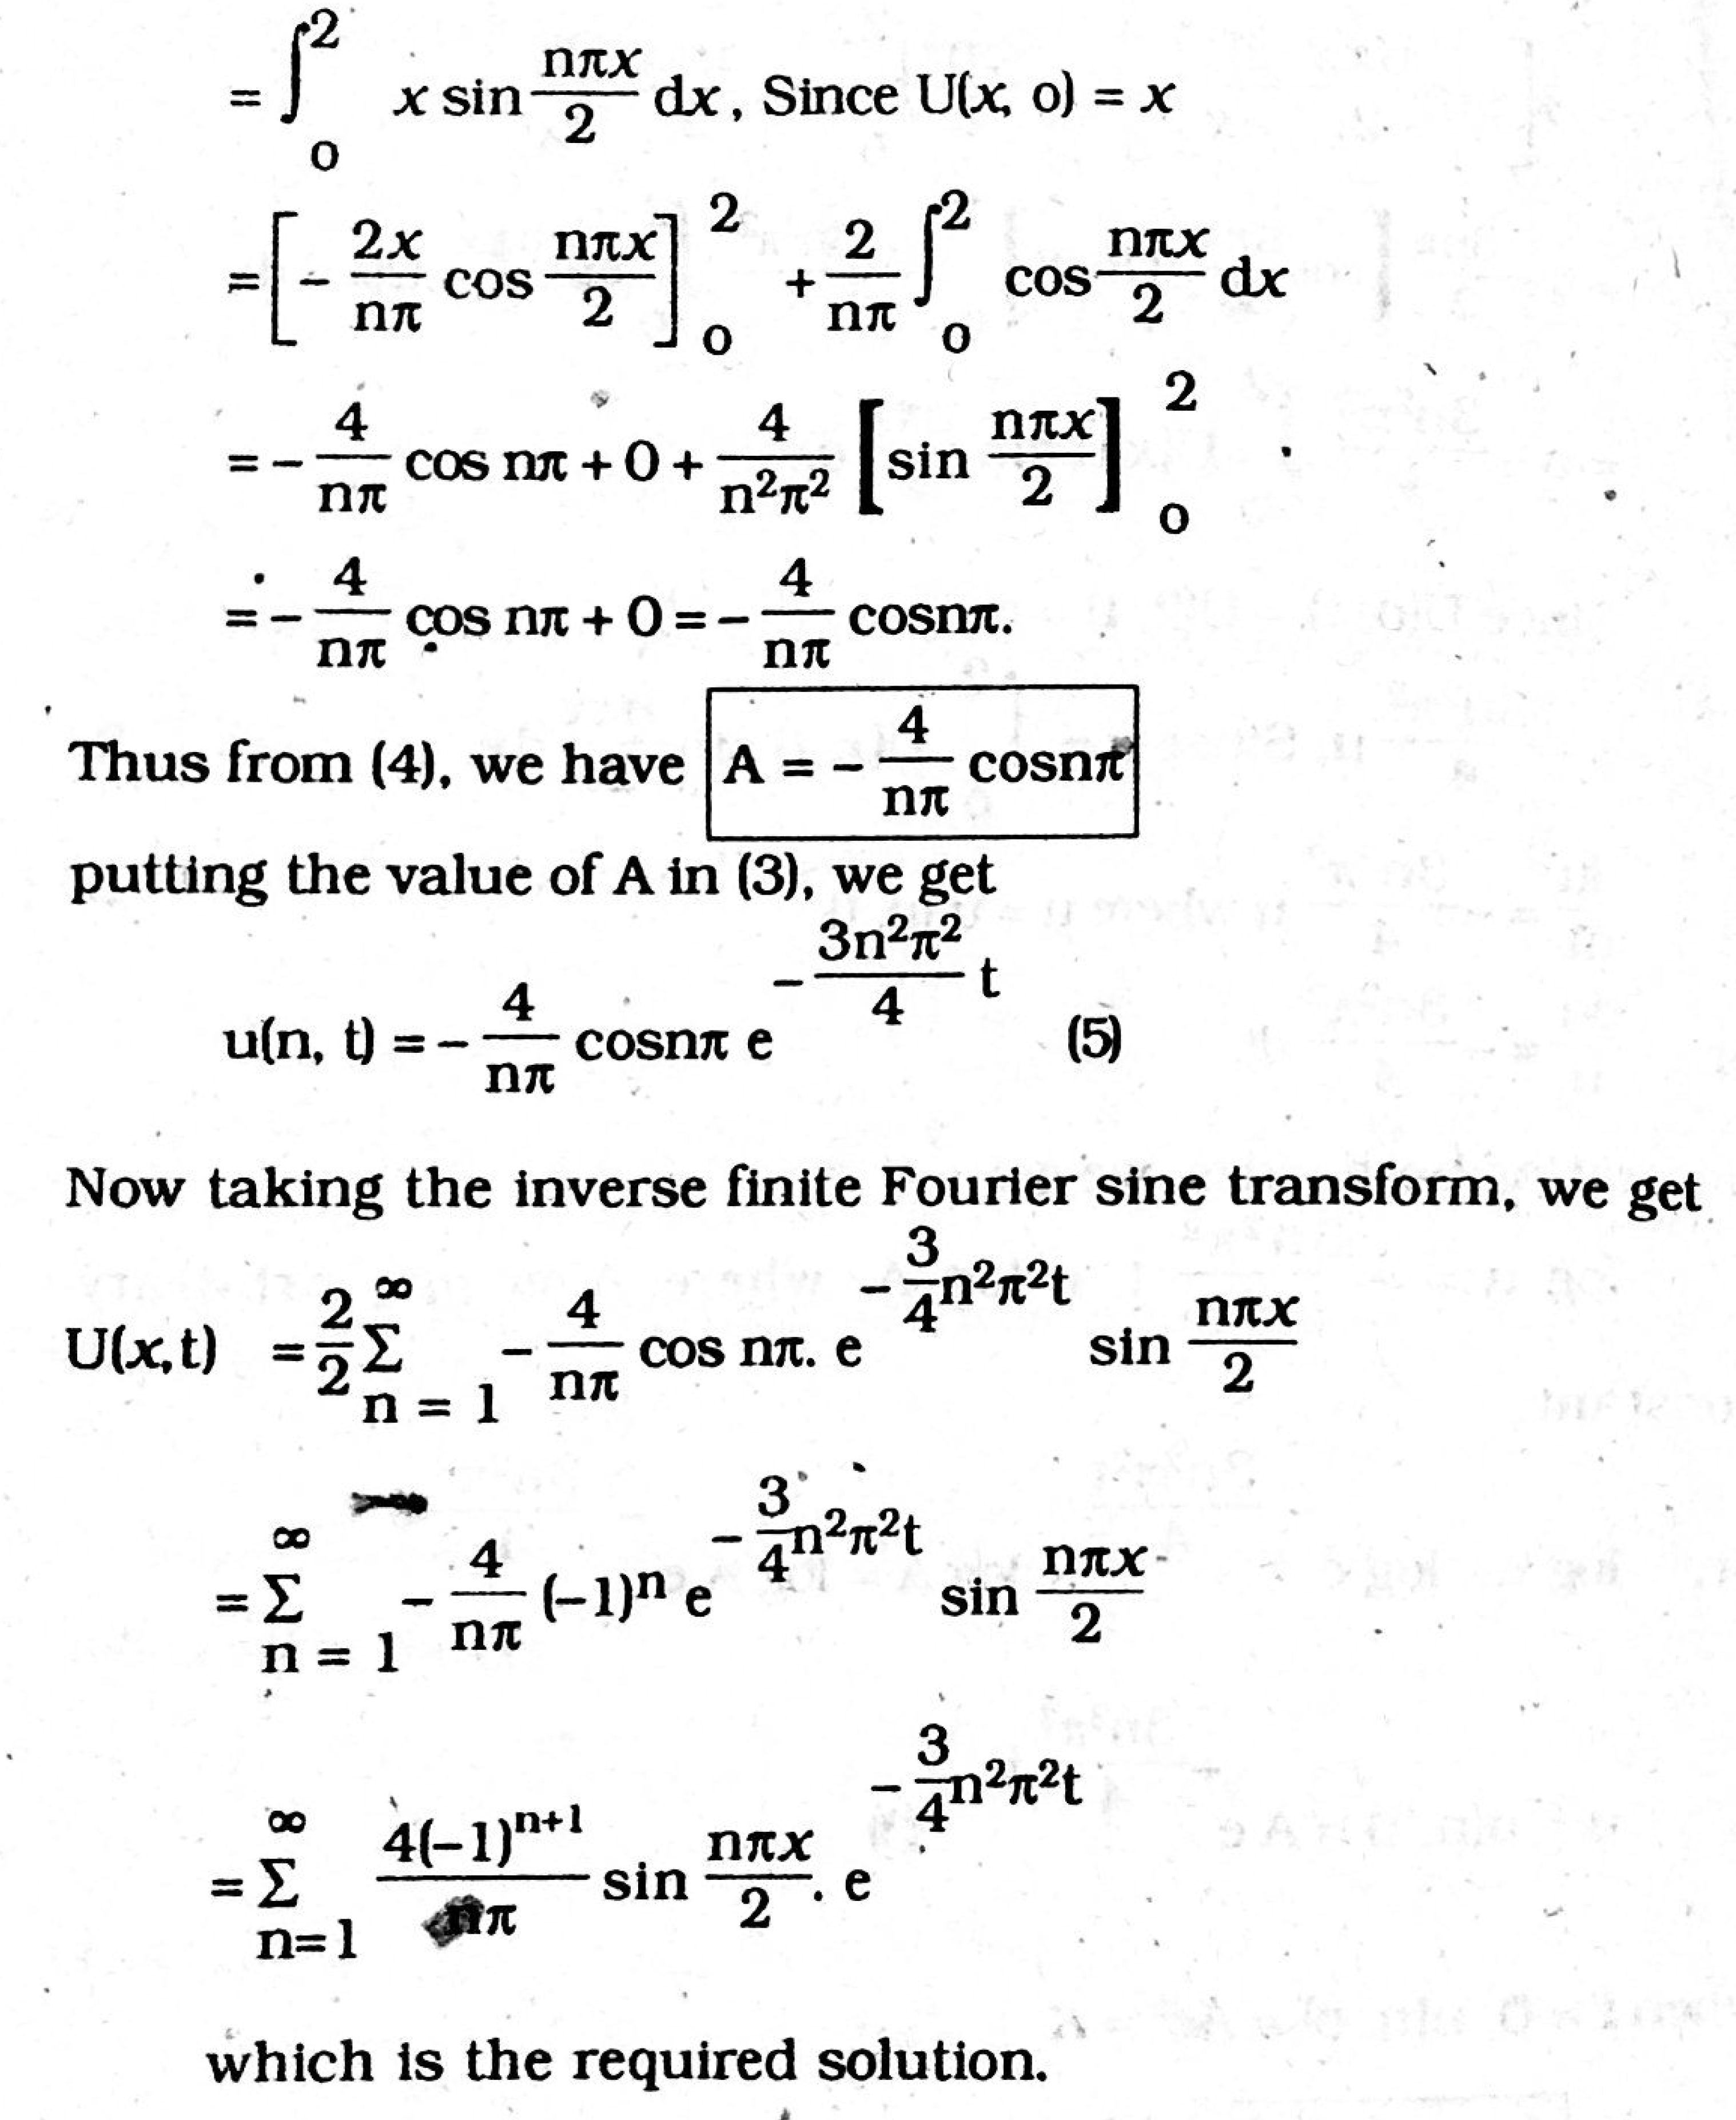 = ∫₀² x sin nπx/2 dx, Since U(x, o) = x
= [− 2x/nπ cos nπx/2]₀² + 2/nπ ∫₀² cos nπx/2 dx
= − 4/nπ cos nπ + 0 + 4/n²π² [sin nπx/2]₀²
= − 4/nπ cos nπ + 0 = − 4/nπ cosnπ.
Thus from (4), we have A = − 4/nπ cosnπ
putting the value of A in (3), we get
u(n, t) = − 4/nπ cosnπ e^(− 3n²π²/4 t) (5)
Now taking the inverse finite Fourier sine transform, we get
U(x,t) = 2/2 Σ_(n = 1)^∞ − 4/nπ cos nπ. e^(− 3/4 n²π²t) sin nπx/2
= Σ_(n = 1)^∞ − 4/nπ (−1)ⁿ e^(− 3/4 n²π²t) sin nπx/2
= Σ_(n=1)^∞ 4(−1)^(n+1)/nπ sin nπx/2 . e^(− 3/4 n²π²t)
which is the required solution.